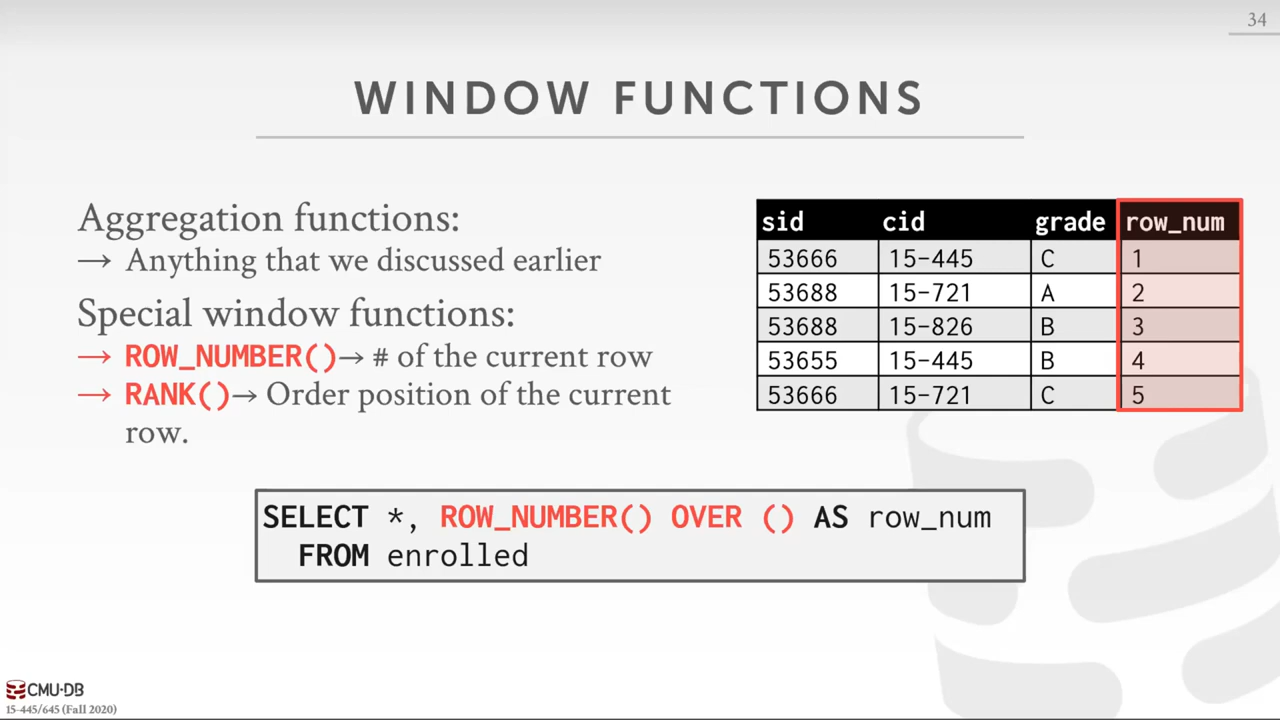 34
WINDOW FUNCTIONS
Aggregation functions:
→ Anything that we discussed earlier
Special window functions:
→ ROW_NUMBER()→ # of the current row
→ RANK()→ Order position of the current
row.
sid cid grade row_num
53666 15-445 C 1
53688 15-721 A 2
53688 15-826 B 3
53655 15-445 B 4
53666 15-721 C 5
SELECT *, ROW_NUMBER() OVER () AS row_num
FROM enrolled
CMU·DB
15-445/645 (Fall 2020)